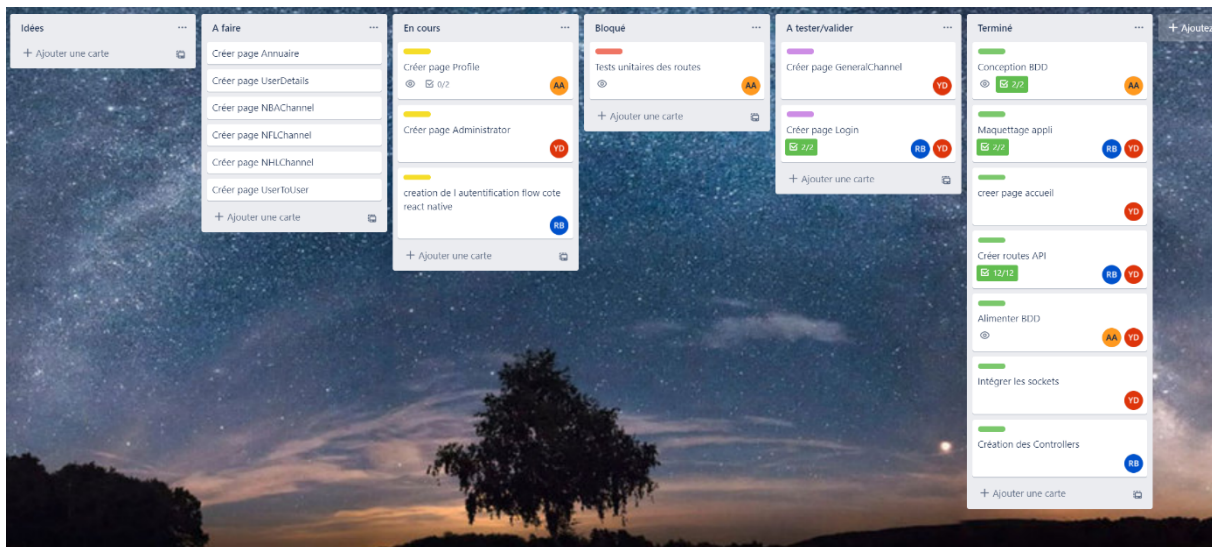 Idées
+ Ajouter une carte
A faire
Créer page Annuaire
Créer page UserDetails
Créer page NBAChannel
Créer page NFLChannel
Créer page NHLChannel
Créer page UserToUser
+ Ajouter une carte
En cours
Créer page Profile
0/2
AA
Créer page Administrator
YD
creation de l autentification flow cote
react native
RB
+ Ajouter une carte
Bloqué
Tests unitaires des routes
AA
+ Ajouter une carte
A tester/valider
Créer page GeneralChannel
YD
Créer page Login
2/2
RB YD
+ Ajouter une carte
Terminé
Conception BDD
2/2
AA
Maquettage appli
2/2
RB YD
creer page accueil
YD
Créer routes API
12/12
RB YD
Alimenter BDD
AA YD
Intégrer les sockets
YD
Création des Controllers
RB
+ Ajouter une carte
+ Ajoutez